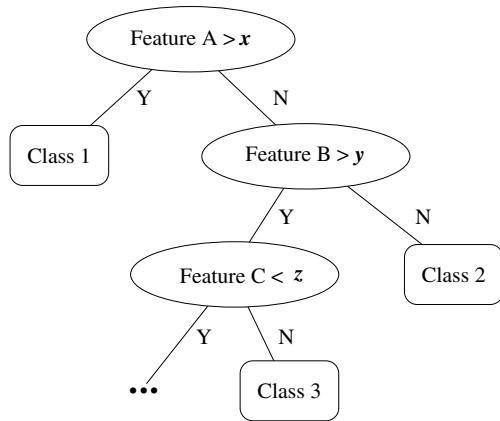 Feature A > x
Y
N
Class 1
Feature B > y
Y
N
Feature C < z
Class 2
Y
N
•••
Class 3